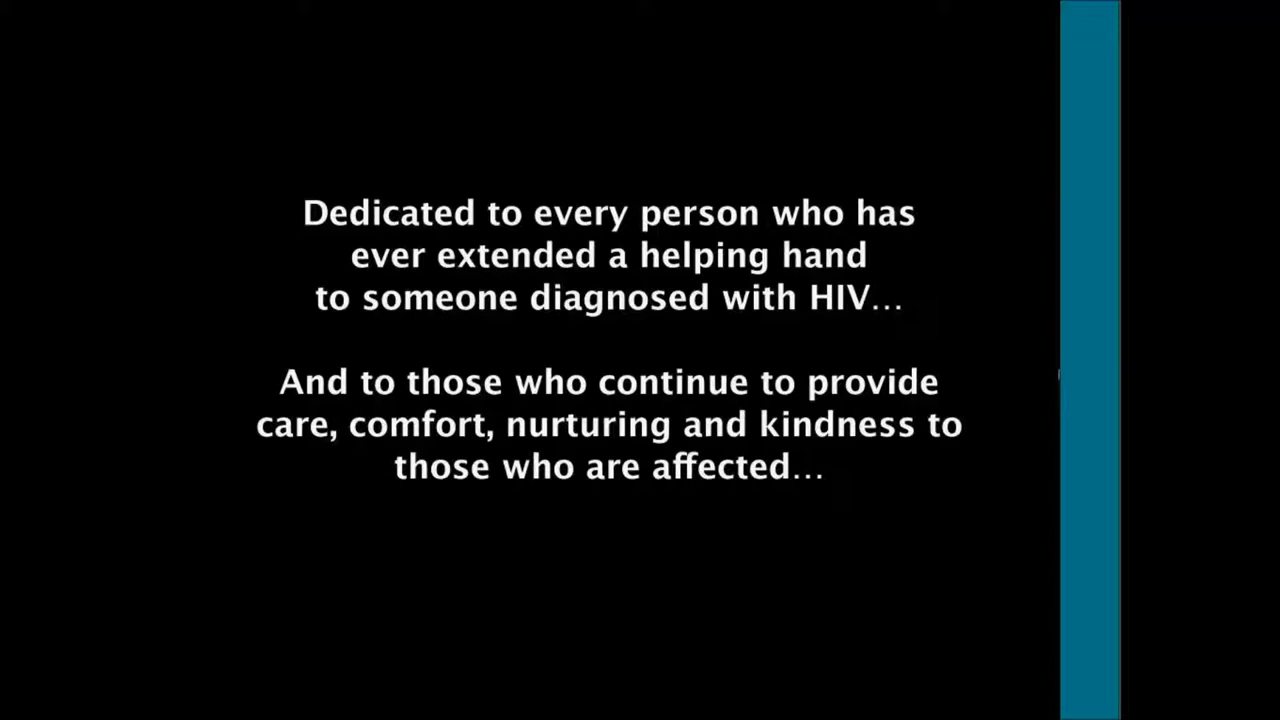 Dedicated to every person who has
ever extended a helping hand
to someone diagnosed with HIV...
And to those who continue to provide
care, comfort, nurturing and kindness to
those who are affected...